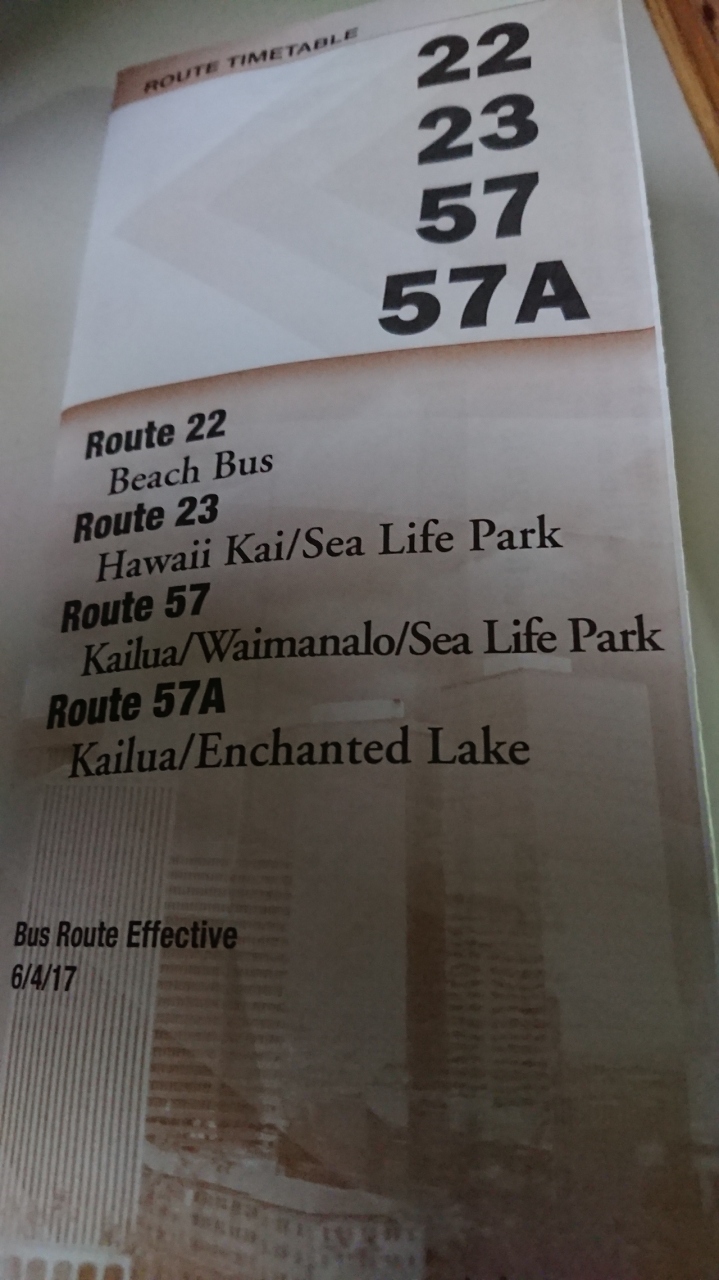 ROUTE TIMETABLE
22
23
57
57A
Route 22
Beach Bus
Route 23
Hawaii Kai/Sea Life Park
Route 57
Kailua/Waimanalo/Sea Life Park
Route 57A
Kailua/Enchanted Lake
Bus Route Effective
6/4/17